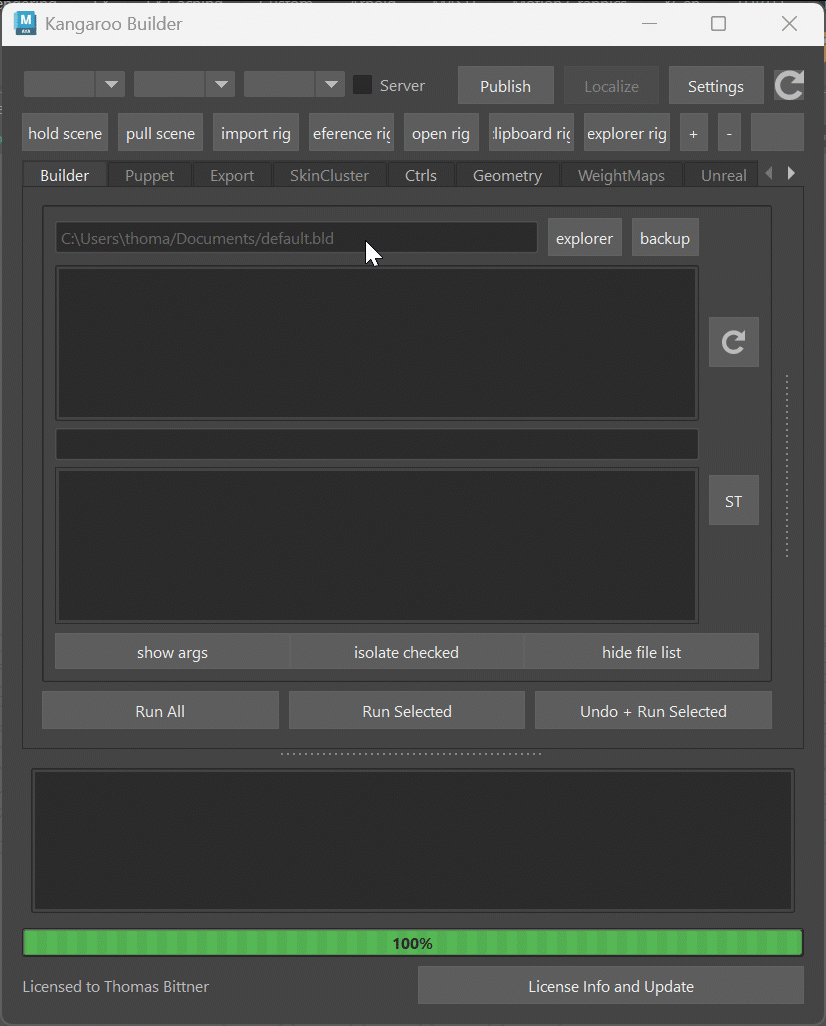 Kangaroo Builder
Server Publish Localize Settings
hold scene pull scene import rig eference rig open rig lipboard rig explorer rig + -
Builder Puppet Export SkinCluster Ctrls Geometry WeightMaps Unreal
C:\Users\thoma/Documents/default.bld explorer backup
ST
show args isolate checked hide file list
Run All Run Selected Undo + Run Selected
100%
Licensed to Thomas Bittner License Info and Update